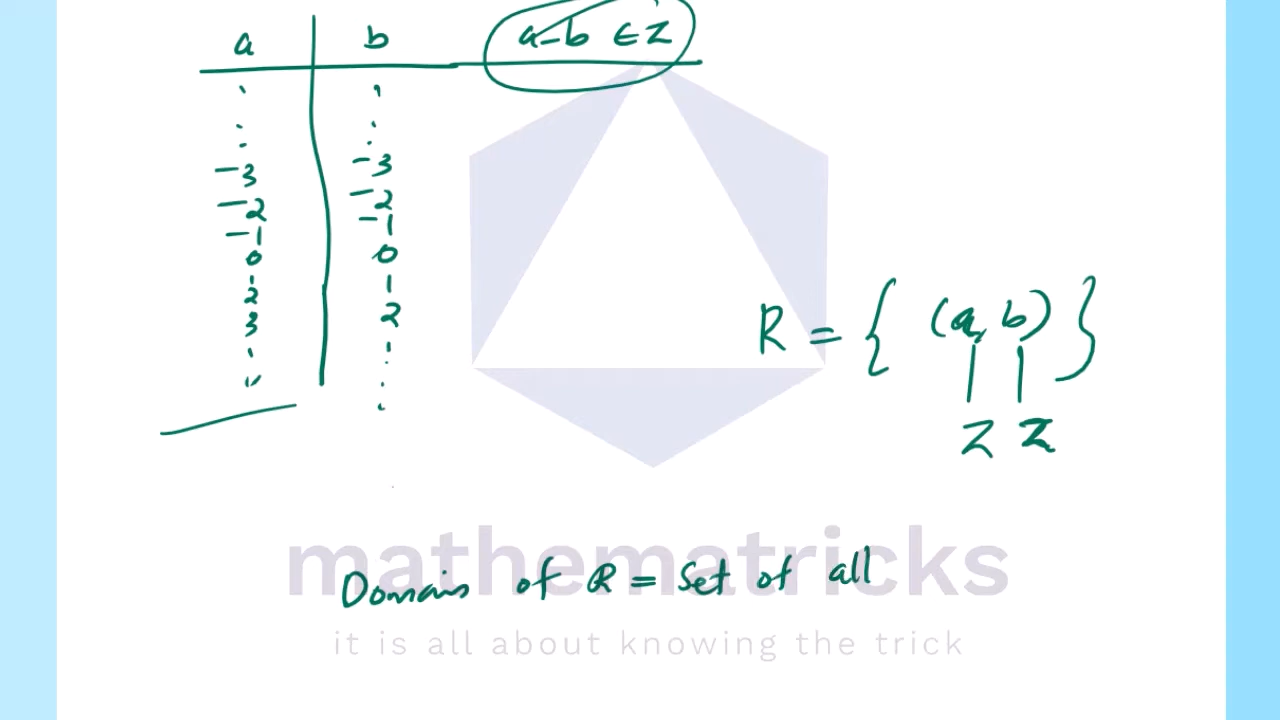 a b a-b ∈ Z
-3 -3
-2 -2
-1 -1
0 0
1 1
2 2
3
R = { (a, b) }
Z Z
mathematricks
Domain of R = Set of all
it is all about knowing the trick